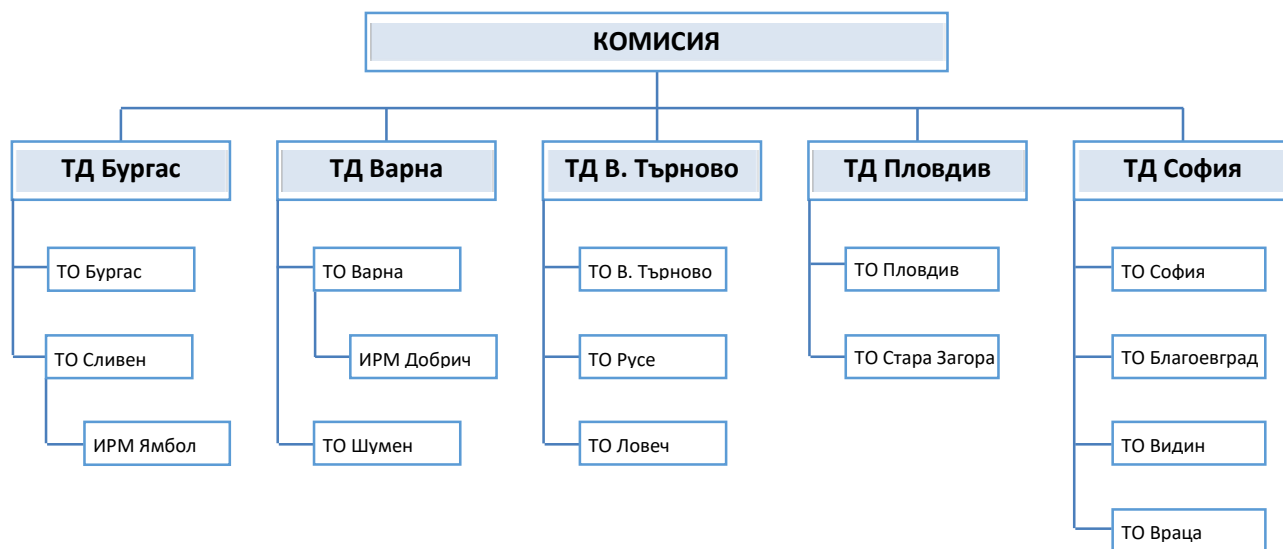 КОМИСИЯ
ТД Бургас
ТО Бургас
ТО Сливен
ИРМ Ямбол
ТД Варна
ТО Варна
ИРМ Добрич
ТО Шумен
ТД В. Търново
ТО В. Търново
ТО Русе
ТО Ловеч
ТД Пловдив
ТО Пловдив
ТО Стара Загора
ТД София
ТО София
ТО Благоевград
ТО Видин
ТО Враца